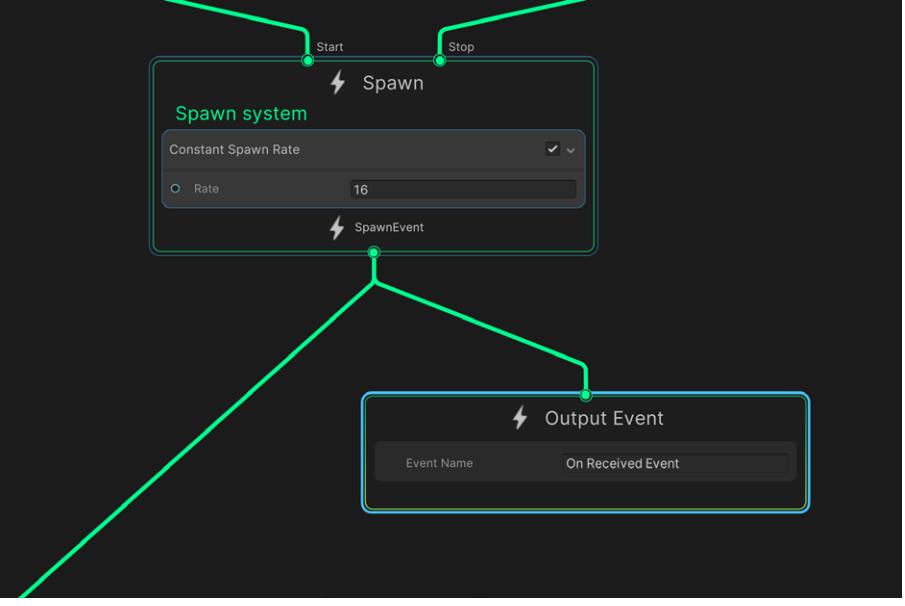 Start
Stop
Spawn
Spawn system
Constant Spawn Rate
Rate
16
SpawnEvent
Output Event
Event Name
On Received Event